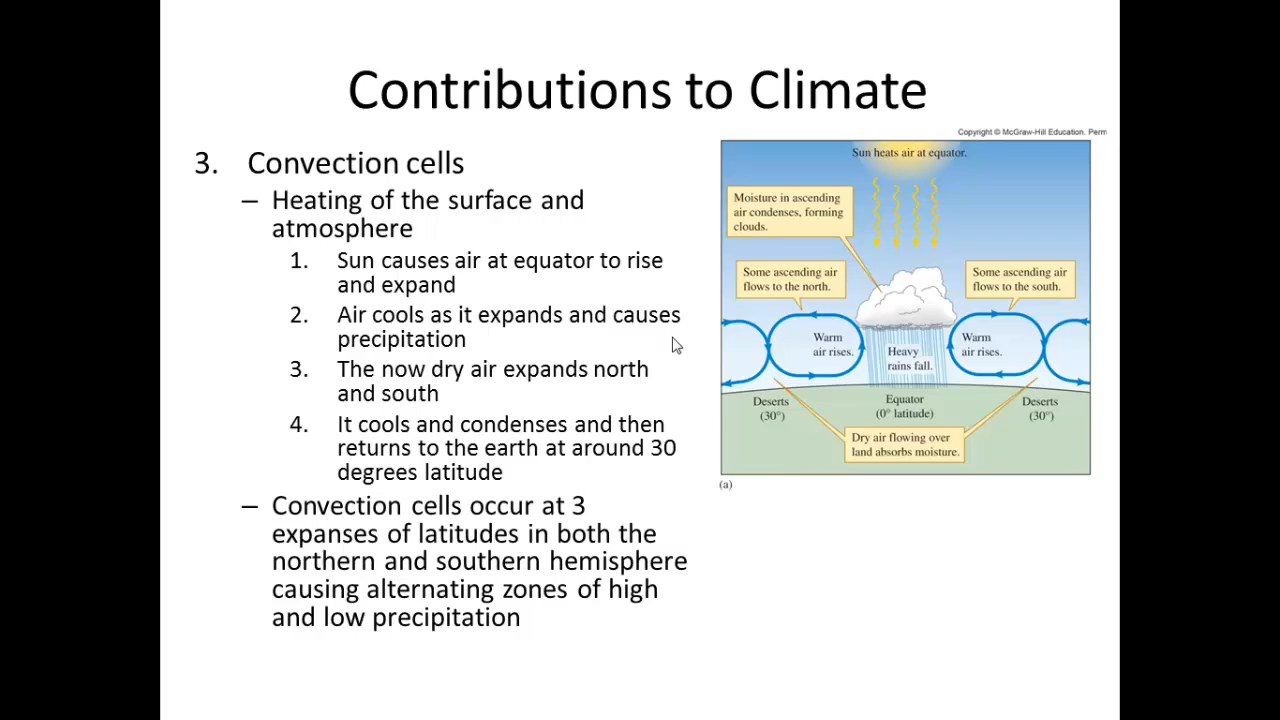 Contributions to Climate
3. Convection cells
– Heating of the surface and
atmosphere
1. Sun causes air at equator to rise
and expand
2. Air cools as it expands and causes
precipitation
3. The now dry air expands north
and south
4. It cools and condenses and then
returns to the earth at around 30
degrees latitude
– Convection cells occur at 3
expanses of latitudes in both the
northern and southern hemisphere
causing alternating zones of high
and low precipitation
Copyright © McGraw-Hill Education. Perm
Sun heats air at equator.
Moisture in ascending
air condenses, forming
clouds.
Some ascending air
flows to the north.
Some ascending air
flows to the south.
Warm
air rises.
Heavy
rains fall.
Warm
air rises.
Deserts
(30°)
Equator
(0° latitude)
Deserts
(30°)
Dry air flowing over
land absorbs moisture.
(a)